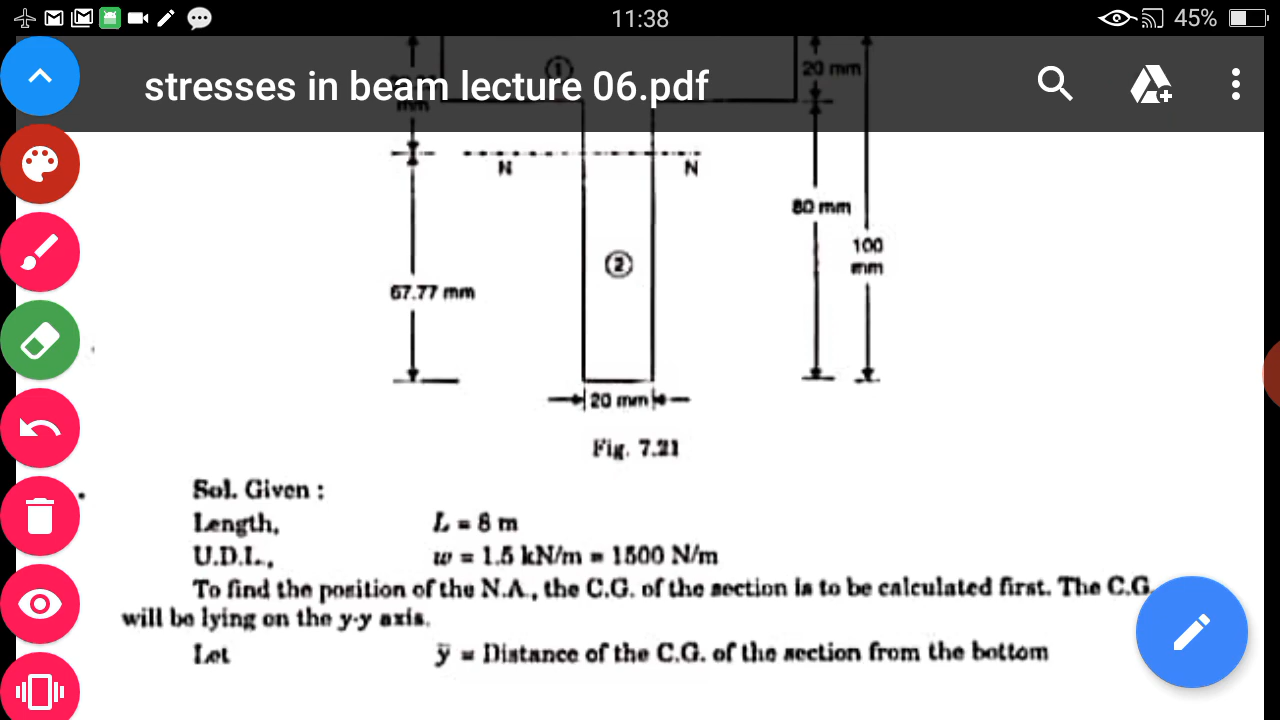 11:38
45%
stresses in beam lecture 06.pdf
①
20 mm
mm
N
N
80 mm
100
mm
②
67.77 mm
20 mm
Fig. 7.21
Sol. Given :
Length, L = 8 m
U.D.L., w = 1.5 kN/m = 1500 N/m
To find the position of the N.A., the C.G. of the section is to be calculated first. The C.G.
will be lying on the y-y axis.
Let ȳ = Distance of the C.G. of the section from the bottom